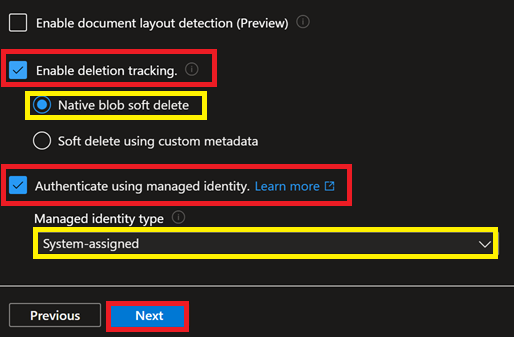 Enable document layout detection (Preview)
Enable deletion tracking.
Native blob soft delete
Soft delete using custom metadata
Authenticate using managed identity. Learn more
Managed identity type
System-assigned
Previous
Next